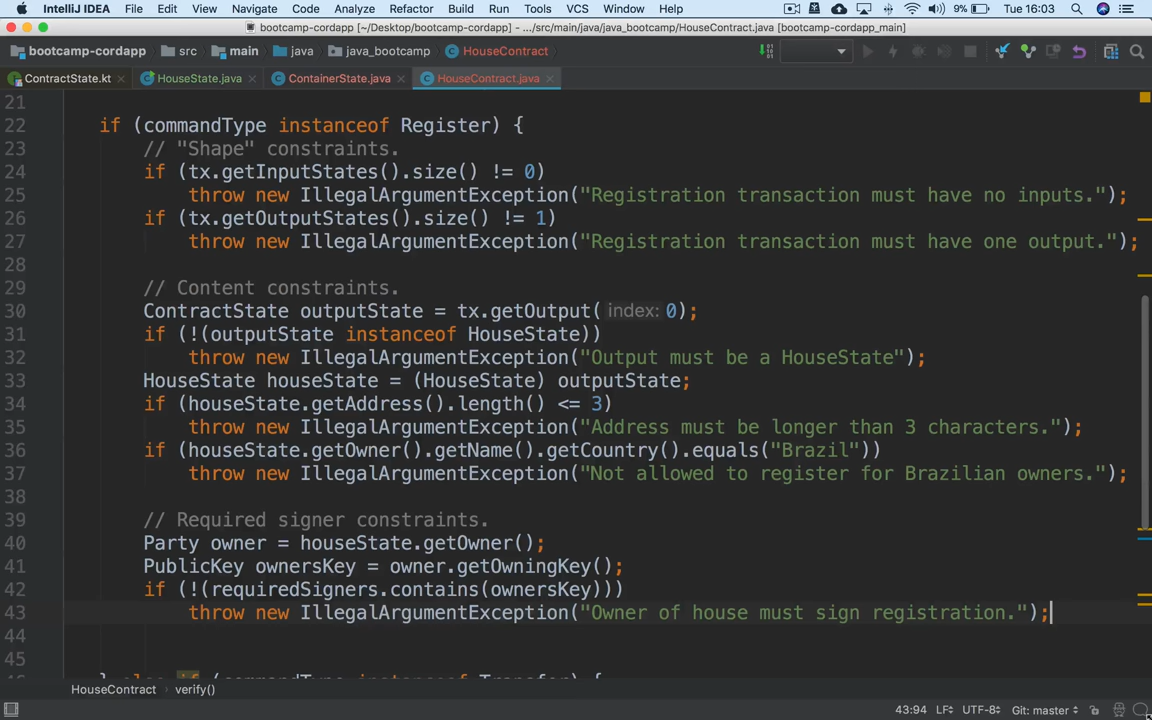 IntelliJ IDEA File Edit View Navigate Code Analyze Refactor Build Run Tools VCS Window Help 9% Tue 16:03
bootcamp-cordapp [~/Desktop/bootcamp-cordapp] - .../src/main/java/java_bootcamp/HouseContract.java [bootcamp-cordapp_main]
bootcamp-cordapp src main java java_bootcamp HouseContract
ContractState.kt HouseState.java ContainerState.java HouseContract.java
21
22 if (commandType instanceof Register) {
23 // "Shape" constraints.
24 if (tx.getInputStates().size() != 0)
25 throw new IllegalArgumentException("Registration transaction must have no inputs.");
26 if (tx.getOutputStates().size() != 1)
27 throw new IllegalArgumentException("Registration transaction must have one output.");
28
29 // Content constraints.
30 ContractState outputState = tx.getOutput( index: 0);
31 if (!(outputState instanceof HouseState))
32 throw new IllegalArgumentException("Output must be a HouseState");
33 HouseState houseState = (HouseState) outputState;
34 if (houseState.getAddress().length() <= 3)
35 throw new IllegalArgumentException("Address must be longer than 3 characters.");
36 if (houseState.getOwner().getName().getCountry().equals("Brazil"))
37 throw new IllegalArgumentException("Not allowed to register for Brazilian owners.");
38
39 // Required signer constraints.
40 Party owner = houseState.getOwner();
41 PublicKey ownersKey = owner.getOwningKey();
42 if (!(requiredSigners.contains(ownersKey)))
43 throw new IllegalArgumentException("Owner of house must sign registration.");
44
45
} else if (commandType instanceof Transfer) {
HouseContract verify()
43:94 LF UTF-8 Git: master